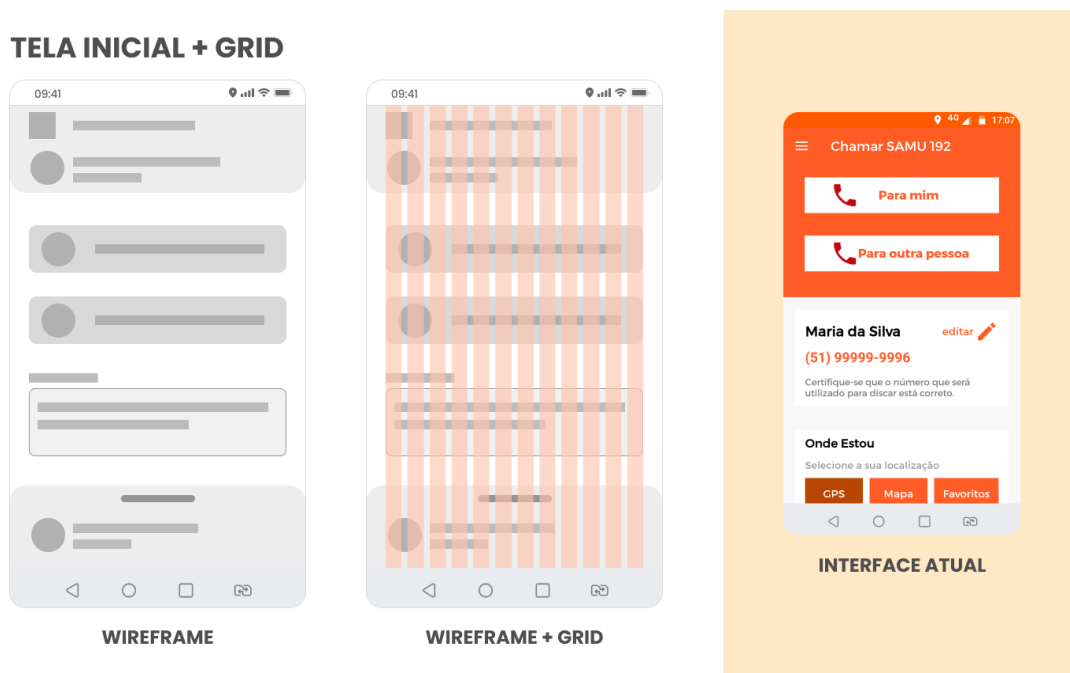 TELA INICIAL + GRID
09:41
WIREFRAME
09:41
WIREFRAME + GRID
4G 17:07
Chamar SAMU 192
Para mim
Para outra pessoa
Maria da Silva
editar
(51) 99999-9996
Certifique-se que o número que será
utilizado para discar está correto.
Onde Estou
Selecione a sua localização
GPS Mapa Favoritos
INTERFACE ATUAL